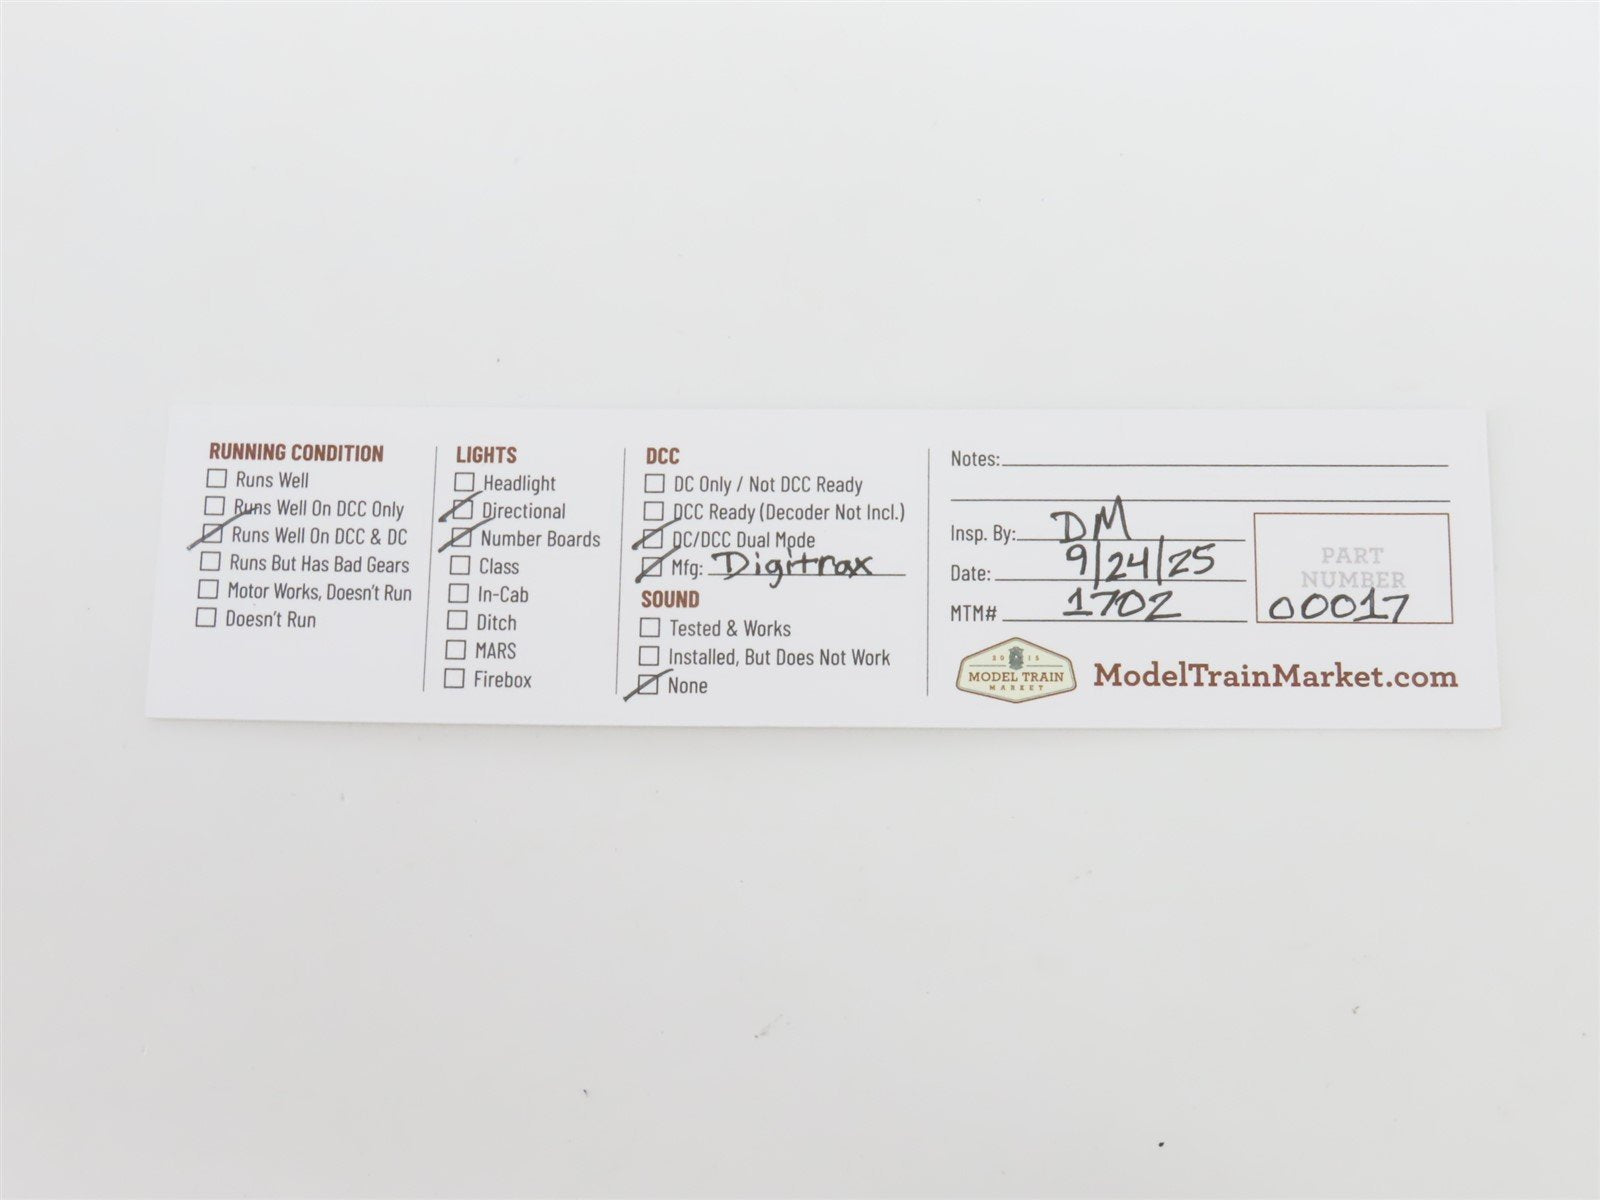 RUNNING CONDITION
Runs Well
Runs Well On DCC Only
Runs Well On DCC & DC
Runs But Has Bad Gears
Motor Works, Doesn't Run
Doesn't Run
LIGHTS
Headlight
Directional
Number Boards
Class
In-Cab
Ditch
MARS
Firebox
DCC
DC Only / Not DCC Ready
DCC Ready (Decoder Not Incl.)
DC/DCC Dual Mode
Mfg: Digitrax
SOUND
Tested & Works
Installed, But Does Not Work
None
Notes:
Insp. By: DM
Date: 9/24/25
MTM# 1702
PART
NUMBER
00017
2015
MODEL TRAIN
MARKET
ModelTrainMarket.com